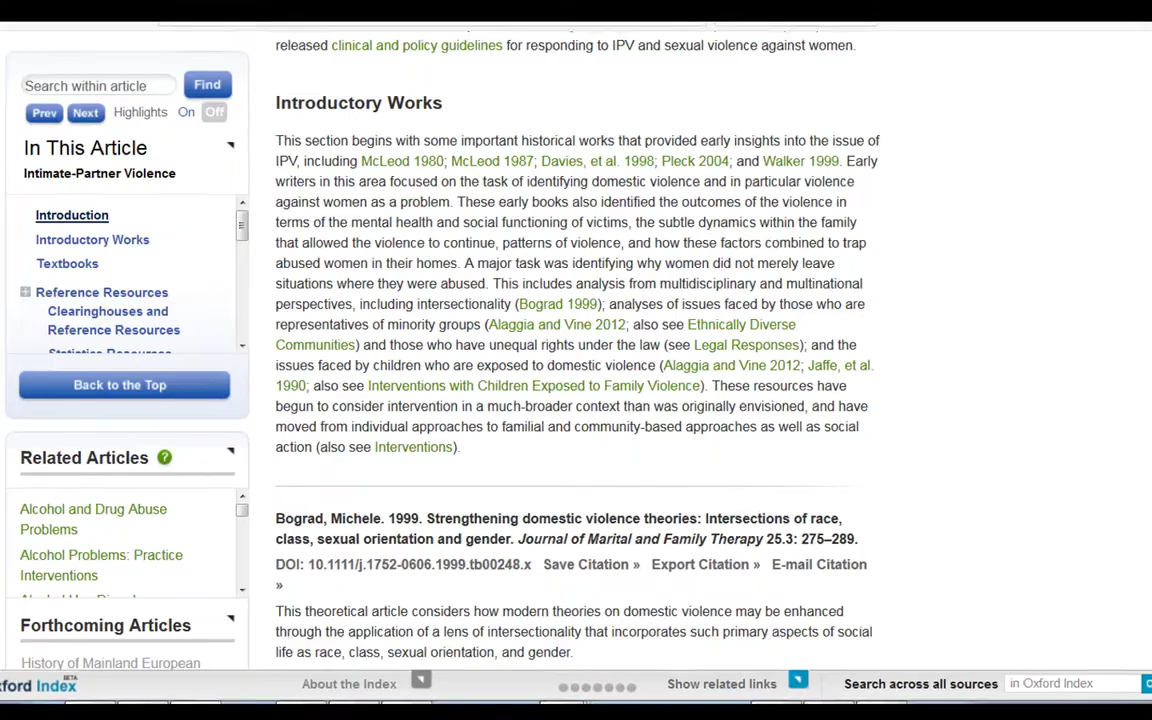 released clinical and policy guidelines for responding to IPV and sexual violence against women.
Search within article
Find
Prev
Next
Highlights
On
Off
In This Article
Intimate-Partner Violence
Introduction
Introductory Works
Textbooks
Reference Resources
Clearinghouses and
Reference Resources
Statistics Resources
Back to the Top
Related Articles
Alcohol and Drug Abuse
Problems
Alcohol Problems: Practice
Interventions
Forthcoming Articles
History of Mainland European
Introductory Works
This section begins with some important historical works that provided early insights into the issue of
IPV, including McLeod 1980; McLeod 1987; Davies, et al. 1998; Pleck 2004; and Walker 1999. Early
writers in this area focused on the task of identifying domestic violence and in particular violence
against women as a problem. These early books also identified the outcomes of the violence in
terms of the mental health and social functioning of victims, the subtle dynamics within the family
that allowed the violence to continue, patterns of violence, and how these factors combined to trap
abused women in their homes. A major task was identifying why women did not merely leave
situations where they were abused. This includes analysis from multidisciplinary and multinational
perspectives, including intersectionality (Bograd 1999); analyses of issues faced by those who are
representatives of minority groups (Alaggia and Vine 2012; also see Ethnically Diverse
Communities) and those who have unequal rights under the law (see Legal Responses); and the
issues faced by children who are exposed to domestic violence (Alaggia and Vine 2012; Jaffe, et al.
1990; also see Interventions with Children Exposed to Family Violence). These resources have
begun to consider intervention in a much-broader context than was originally envisioned, and have
moved from individual approaches to familial and community-based approaches as well as social
action (also see Interventions).
Bograd, Michele. 1999. Strengthening domestic violence theories: Intersections of race,
class, sexual orientation and gender. Journal of Marital and Family Therapy 25.3: 275–289.
DOI: 10.1111/j.1752-0606.1999.tb00248.x Save Citation » Export Citation » E-mail Citation
»
This theoretical article considers how modern theories on domestic violence may be enhanced
through the application of a lens of intersectionality that incorporates such primary aspects of social
life as race, class, sexual orientation, and gender.
xford Index BETA
About the Index
Show related links
Search across all sources
in Oxford Index